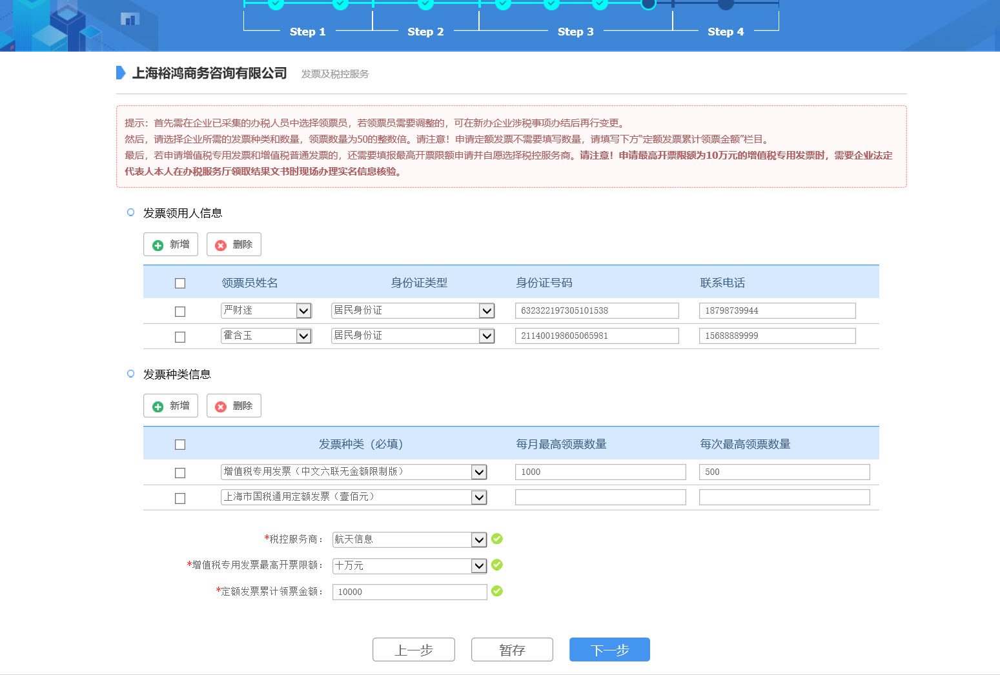 Step 1 Step 2 Step 3 Step 4
上海裕鸿商务咨询有限公司 发票及税控服务
提示：首先需在企业已采集的办税人员中选择领票员，若领票员需要调整的，可在新办企业涉税事项办结后再行变更。
然后，请选择企业所需的发票种类和数量，领票数量为50的整数倍。请注意！申请定额发票不需要填写数量，请填写下方“定额发票累计领票金额”栏目。
最后，若申请增值税专用发票和增值税普通发票的，还需要填报最高开票限额申请并自愿选择税控服务商。请注意！申请最高开票限额为10万元的增值税专用发票时，需要企业法定
代表人本人在办税服务厅领取结果文书时现场办理实名信息核验。
发票领用人信息
新增 删除
领票员姓名 身份证类型 身份证号码 联系电话
严财迷 居民身份证 632322197305101538 18798739944
霍含玉 居民身份证 211400198605065981 15688889999
发票种类信息
新增 删除
发票种类（必填） 每月最高领票数量 每次最高领票数量
增值税专用发票（中文六联无金额限制版） 1000 500
上海市国税通用定额发票（壹佰元）
*税控服务商： 航天信息
*增值税专用发票最高开票限额： 十万元
*定额发票累计领票金额： 10000
上一步 暂存 下一步